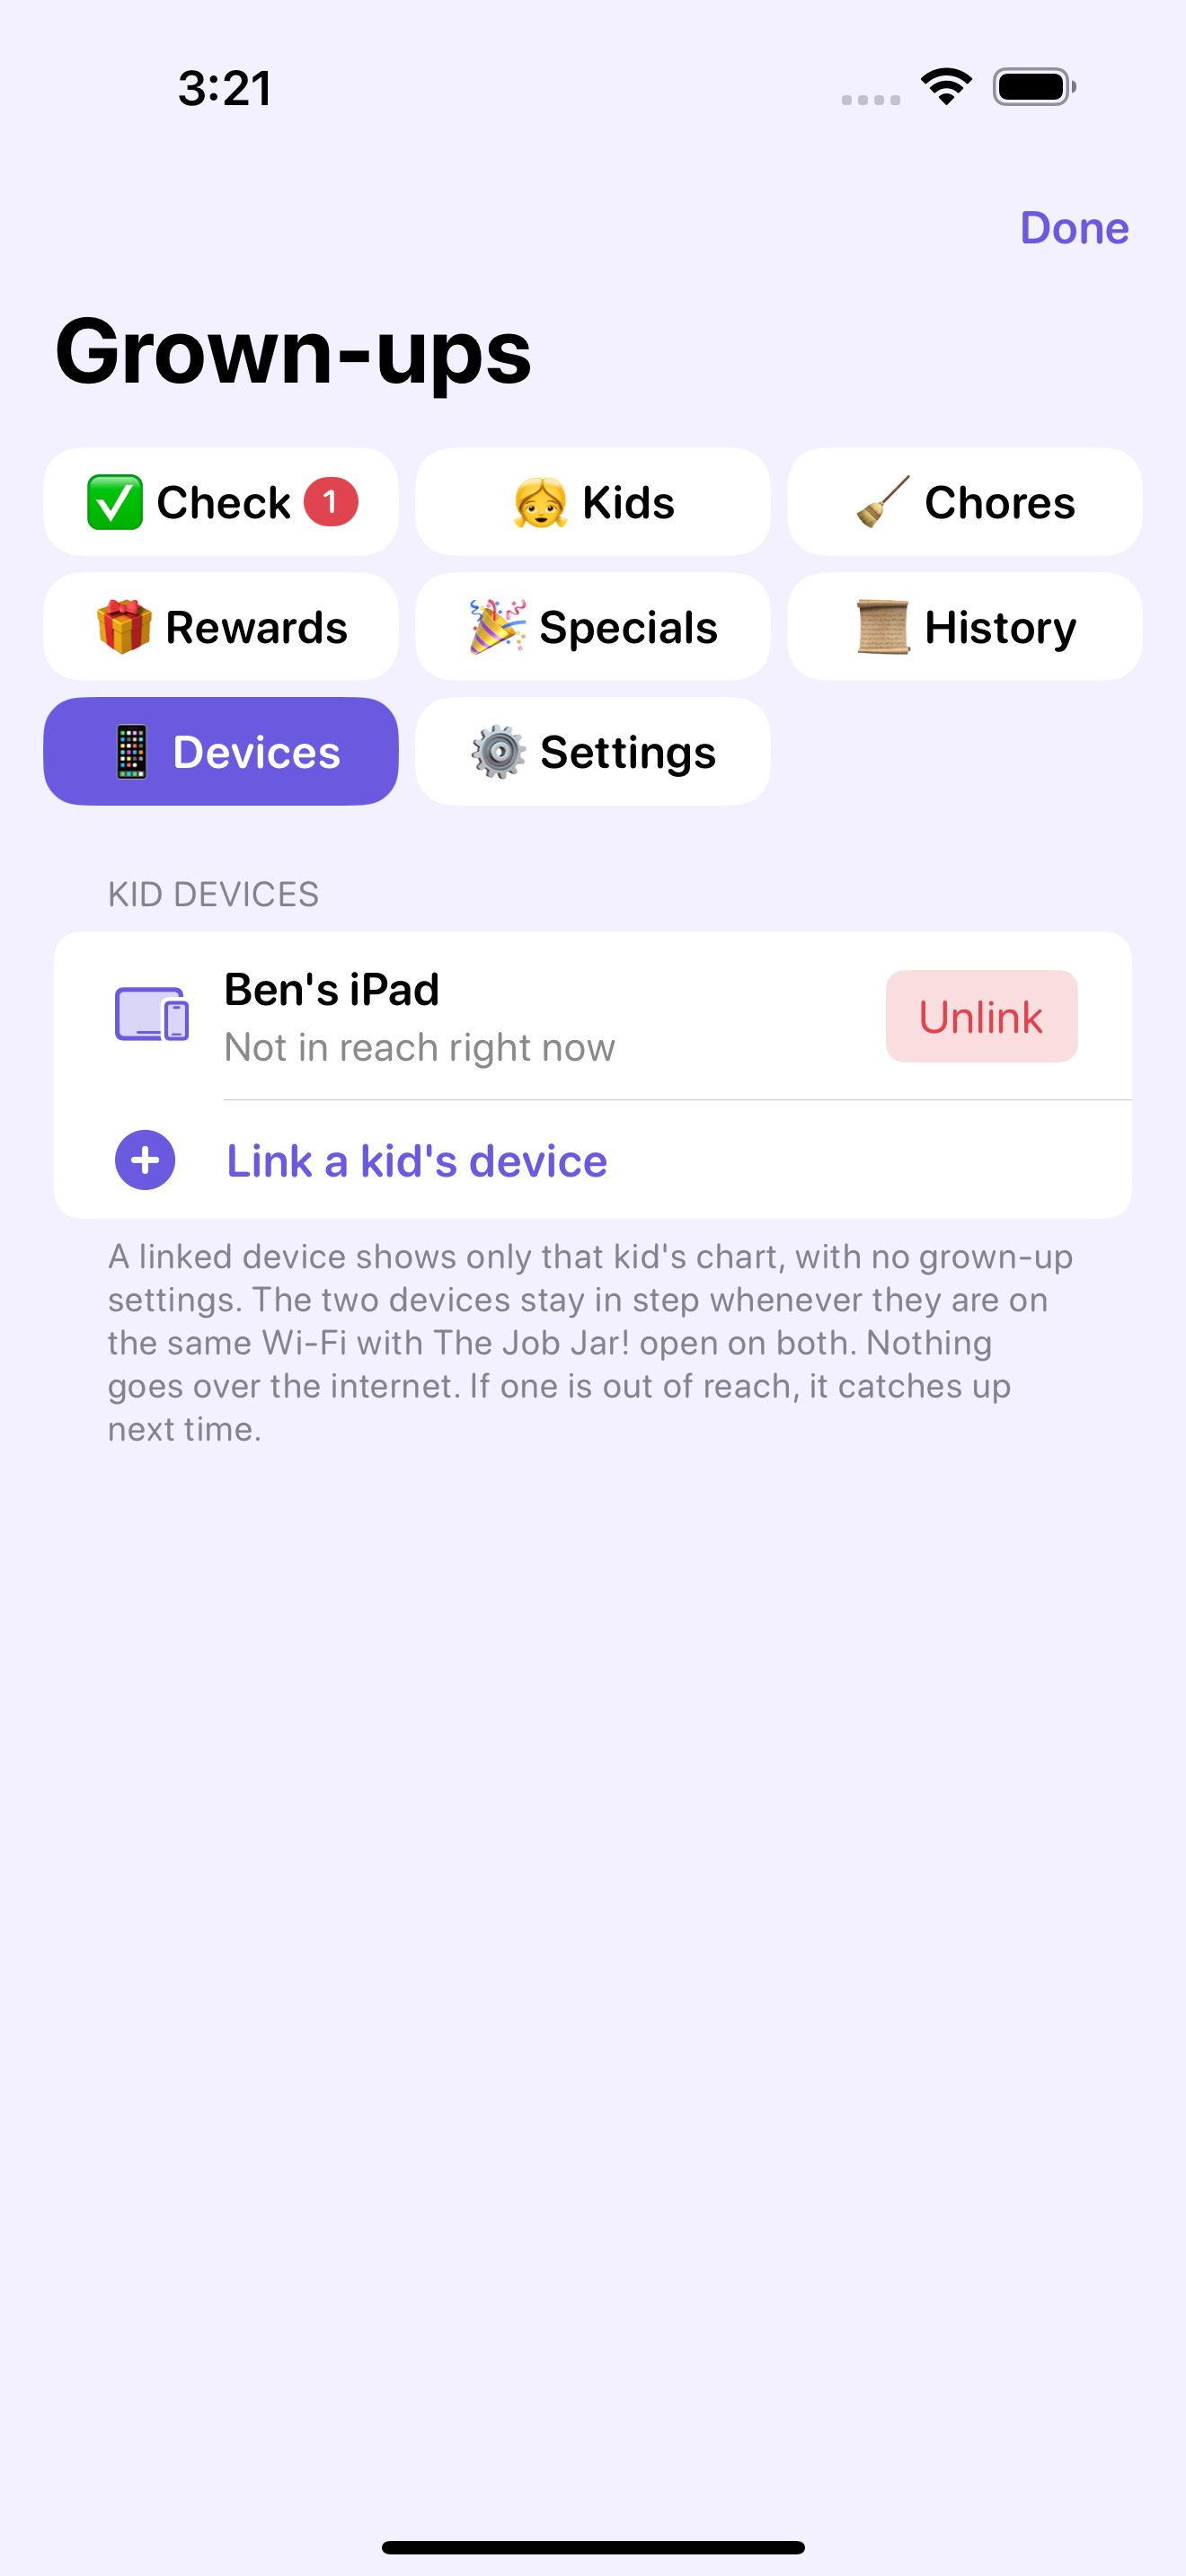 3:21
Done
Grown-ups
Check 1
Kids
Chores
Rewards
Specials
History
Devices
Settings
KID DEVICES
Ben's iPad
Not in reach right now
Unlink
Link a kid's device
A linked device shows only that kid's chart, with no grown-up
settings. The two devices stay in step whenever they are on
the same Wi-Fi with The Job Jar! open on both. Nothing
goes over the internet. If one is out of reach, it catches up
next time.